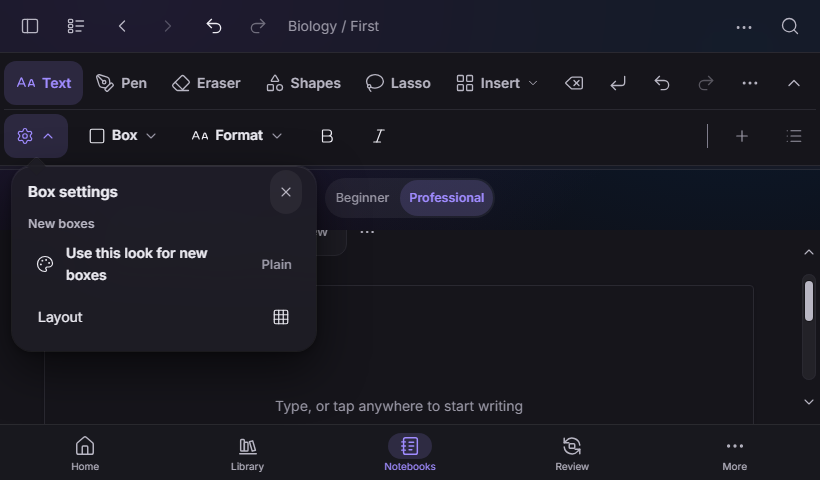 Biology / First
Text Pen Eraser Shapes Lasso Insert
Box Format B I
Box settings
Beginner Professional
New boxes
Use this look for new
boxes
Plain
Layout
Type, or tap anywhere to start writing
Home Library Notebooks Review More